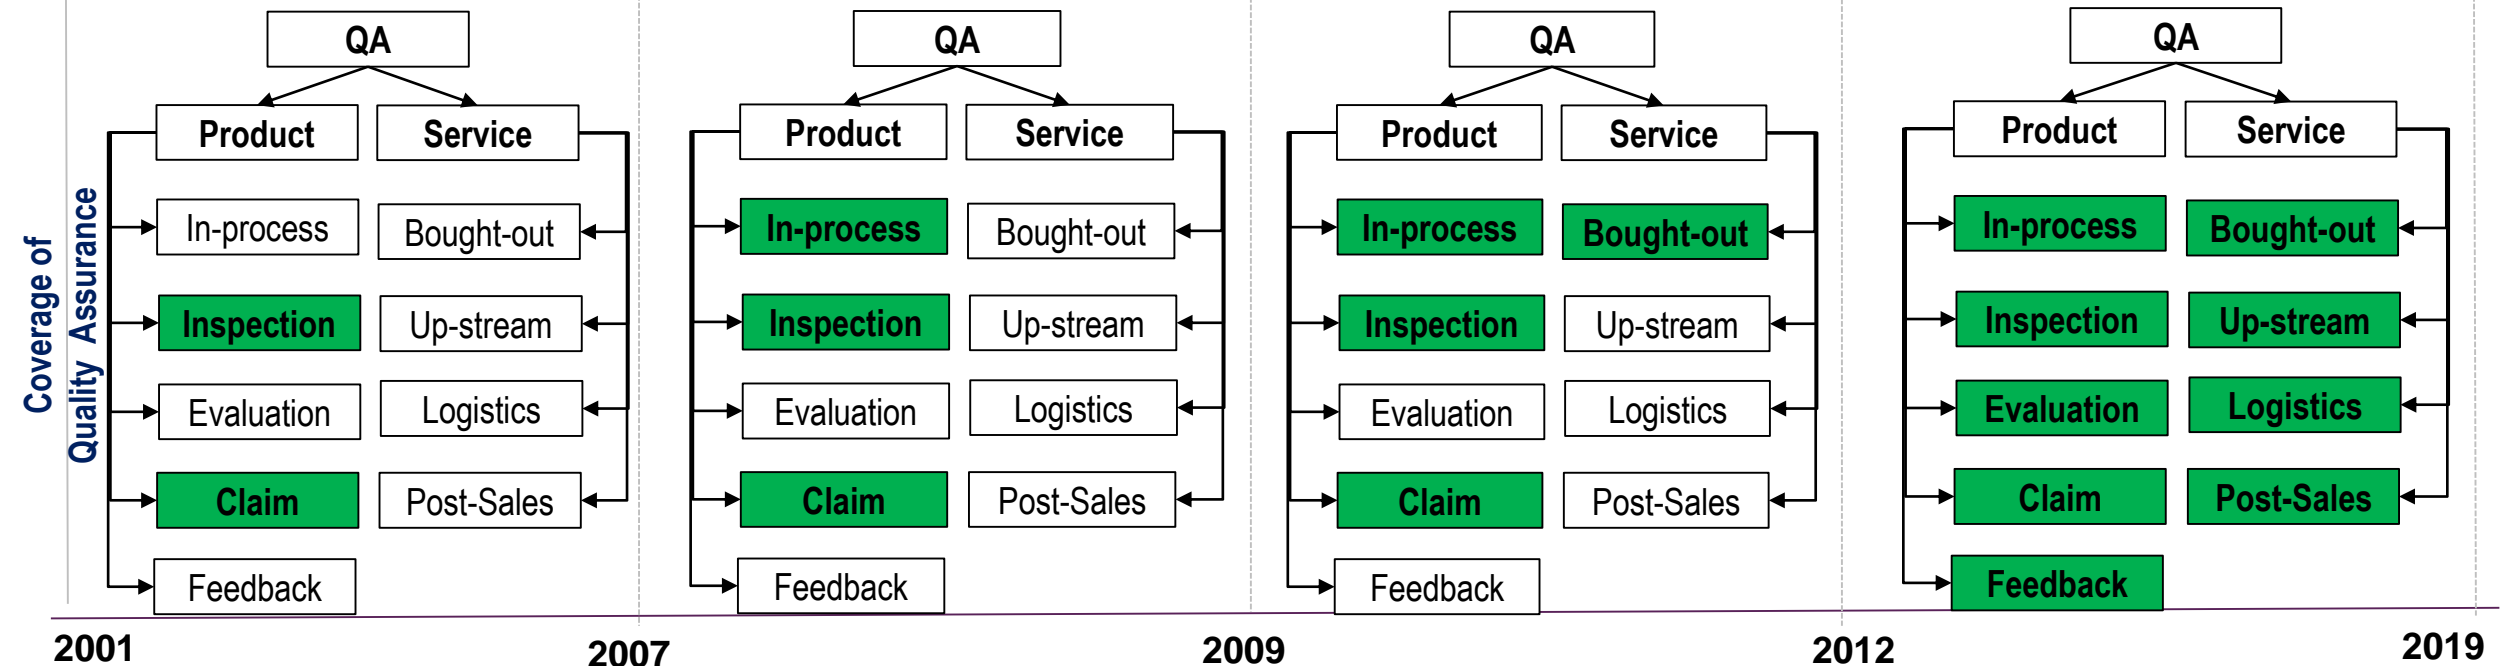 Coverage of
Quality Assurance
QA
Product
Service
In-process
Bought-out
Inspection
Up-stream
Evaluation
Logistics
Claim
Post-Sales
Feedback
QA
Product
Service
In-process
Bought-out
Inspection
Up-stream
Evaluation
Logistics
Claim
Post-Sales
Feedback
QA
Product
Service
In-process
Bought-out
Inspection
Up-stream
Evaluation
Logistics
Claim
Post-Sales
Feedback
QA
Product
Service
In-process
Bought-out
Inspection
Up-stream
Evaluation
Logistics
Claim
Post-Sales
Feedback
2001
2007
2009
2012
2019